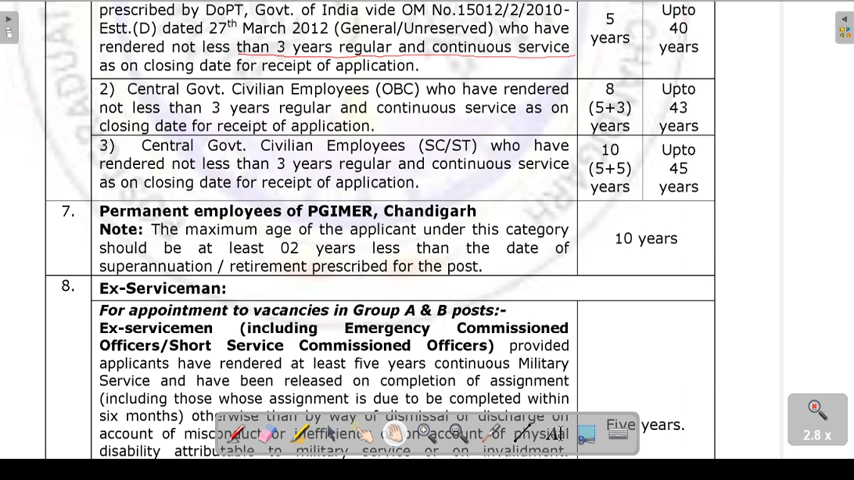 prescribed by DoPT, Govt. of India vide OM No.15012/2/2010-
Estt.(D) dated 27th March 2012 (General/Unreserved) who have
rendered not less than 3 years regular and continuous service
as on closing date for receipt of application.
5
years
Upto
40
years
2) Central Govt. Civilian Employees (OBC) who have rendered
not less than 3 years regular and continuous service as on
closing date for receipt of application.
8
(5+3)
years
Upto
43
years
3) Central Govt. Civilian Employees (SC/ST) who have
rendered not less than 3 years regular and continuous service
as on closing date for receipt of application.
10
(5+5)
years
Upto
45
years
7.
Permanent employees of PGIMER, Chandigarh
Note: The maximum age of the applicant under this category
should be at least 02 years less than the date of
superannuation / retirement prescribed for the post.
10 years
8.
Ex-Serviceman:
For appointment to vacancies in Group A & B posts:-
Ex-servicemen (including Emergency Commissioned
Officers/Short Service Commissioned Officers) provided
applicants have rendered at least five years continuous Military
Service and have been released on completion of assignment
(including those whose assignment is due to be completed within
six months) otherwise than by way of dismissal or discharge on
account of misconduct or inefficiency or on account of physical
disability attributable to military service or on invalidment.
Five years.
2.8 x